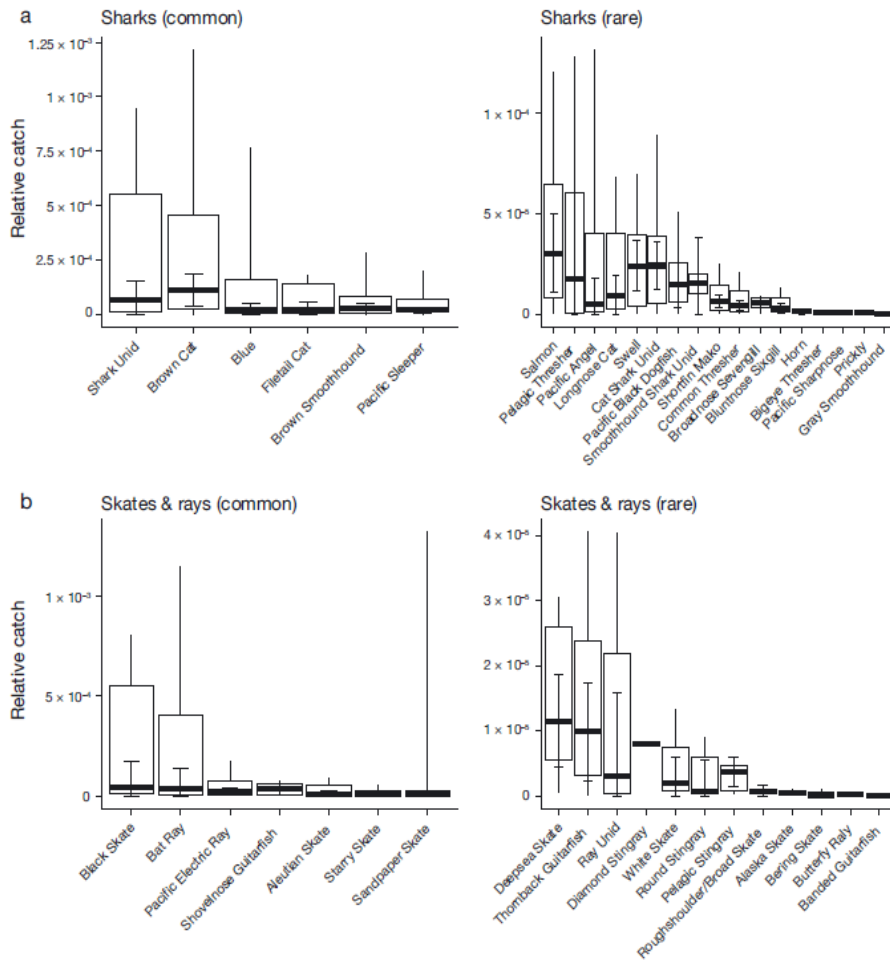 a
Sharks (common)
Sharks (rare)
Relative catch
1.25 × 10⁻³
1 × 10⁻³
7.5 × 10⁻⁴
5 × 10⁻⁴
2.5 × 10⁻⁴
0
Shark Unid
Brown Cat
Blue
Filetail Cat
Brown Smoothhound
Pacific Sleeper
1 × 10⁻⁴
5 × 10⁻⁵
0
Salmon
Pelagic Thresher
Pacific Angel
Longnose Cat
Swell
Cat Shark Unid
Pacific Black Dogfish
Smoothhound Shark Unid
Shortfin Mako
Common Thresher
Broadnose Sevengill
Bluntnose Sixgill
Horn
Bigeye Thresher
Pacific Sharpnose
Prickly
Gray Smoothhound
b
Skates & rays (common)
Skates & rays (rare)
Relative catch
1 × 10⁻³
5 × 10⁻⁴
0
Black Skate
Bat Ray
Pacific Electric Ray
Shovelnose Guitarfish
Aleutian Skate
Starry Skate
Sandpaper Skate
4 × 10⁻⁶
3 × 10⁻⁶
2 × 10⁻⁶
1 × 10⁻⁶
0
Deepsea Skate
Thornback Guitarfish
Ray Unid
Diamond Stingray
White Skate
Round Stingray
Pelagic Stingray
Roughshoulder/Broad Skate
Alaska Skate
Bering Skate
Butterfly Raly
Banded Guitarfish